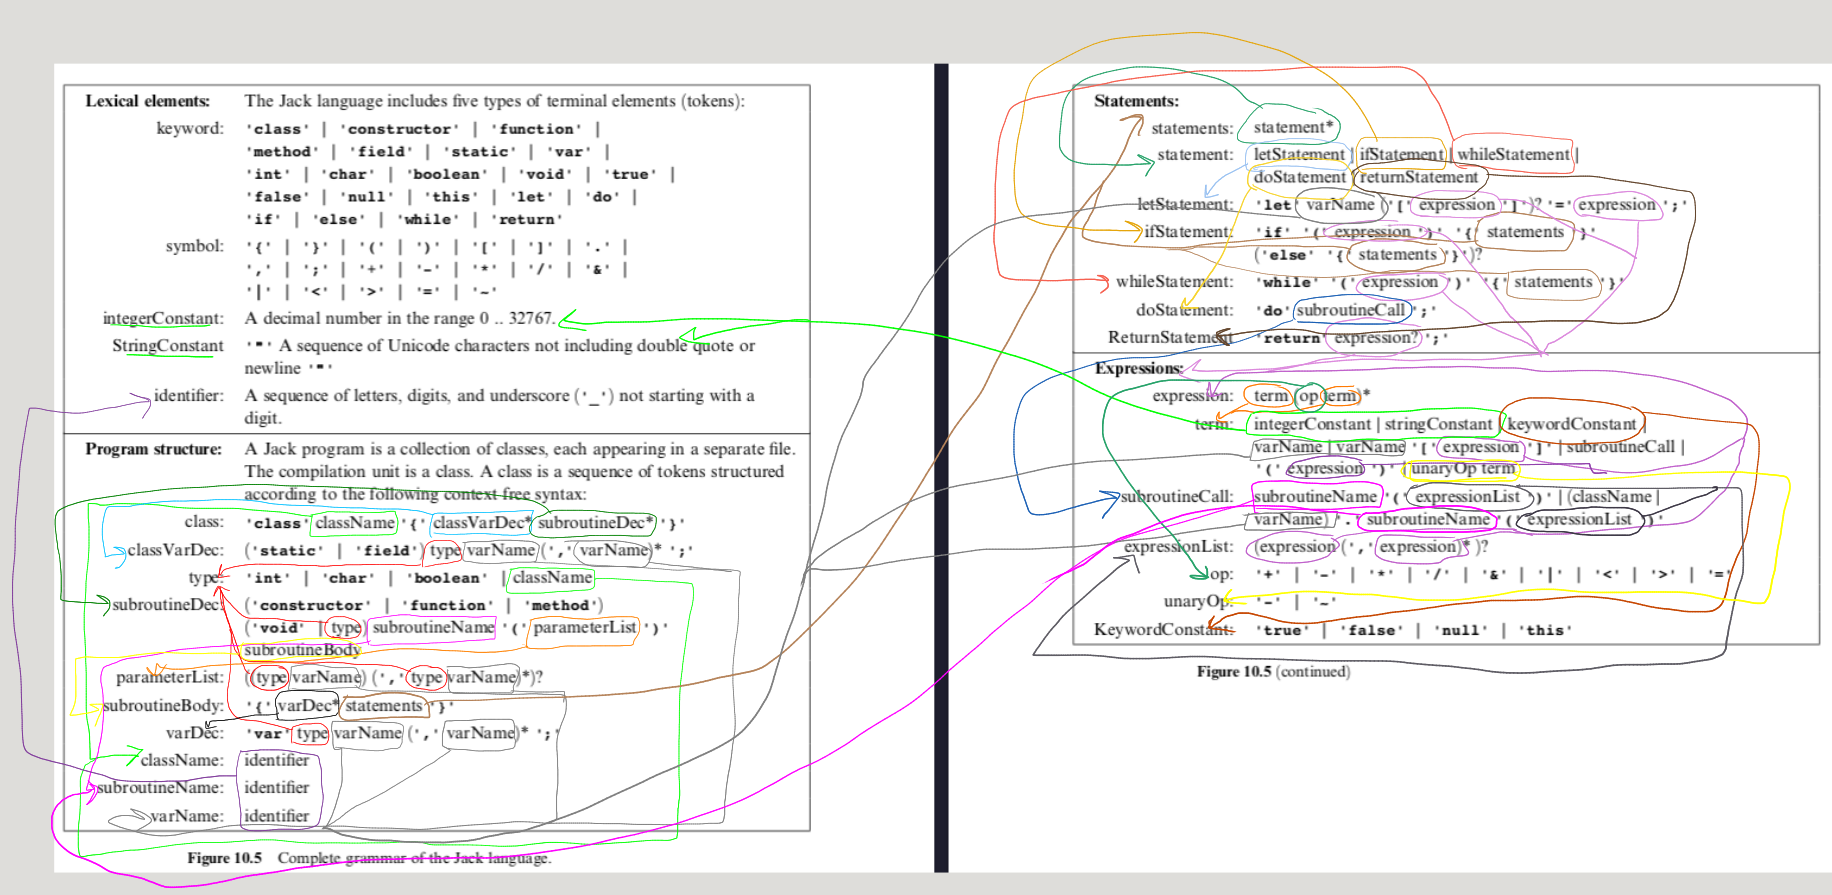 Lexical elements: The Jack language includes five types of terminal elements (tokens):
keyword: 'class' | 'constructor' | 'function' |
'method' | 'field' | 'static' | 'var' |
'int' | 'char' | 'boolean' | 'void' | 'true' |
'false' | 'null' | 'this' | 'let' | 'do' |
'if' | 'else' | 'while' | 'return'
symbol: '{' | '}' | '(' | ')' | '[' | ']' | '.' |
',' | ';' | '+' | '-' | '*' | '/' | '&' |
'|' | '<' | '>' | '=' | '~'
integerConstant: A decimal number in the range 0 .. 32767.
StringConstant '"' A sequence of Unicode characters not including double quote or
newline '"'
identifier: A sequence of letters, digits, and underscore ('_') not starting with a
digit.
Program structure: A Jack program is a collection of classes, each appearing in a separate file.
The compilation unit is a class. A class is a sequence of tokens structured
according to the following context free syntax:
class: 'class' className '{' classVarDec* subroutineDec* '}'
classVarDec: ('static' | 'field') type varName (',' varName)* ';'
type: 'int' | 'char' | 'boolean' | className
subroutineDec: ('constructor' | 'function' | 'method')
('void' | type) subroutineName '(' parameterList ')'
subroutineBody
parameterList: ((type varName) (',' type varName)*)?
subroutineBody: '{' varDec* statements '}'
varDec: 'var' type varName (',' varName)* ';'
className: identifier
subroutineName: identifier
varName: identifier
Figure 10.5 Complete grammar of the Jack language.
Statements:
statements: statement*
statement: letStatement | ifStatement | whileStatement |
doStatement | returnStatement
letStatement: 'let' varName ('[' expression ']')? '=' expression ';'
ifStatement: 'if' '(' expression ')' '{' statements '}'
('else' '{' statements '}')?
whileStatement: 'while' '(' expression ')' '{' statements '}'
doStatement: 'do' subroutineCall ';'
ReturnStatement 'return' expression? ';'
Expressions:
expression: term (op term)*
term: integerConstant | stringConstant | keywordConstant |
varName | varName '[' expression ']' | subroutineCall |
'(' expression ')' | unaryOp term
subroutineCall: subroutineName '(' expressionList ')' | (className |
varName) '.' subroutineName '(' expressionList ')'
expressionList: (expression (',' expression)* )?
op: '+' | '-' | '*' | '/' | '&' | '|' | '<' | '>' | '='
unaryOp: '-' | '~'
KeywordConstant: 'true' | 'false' | 'null' | 'this'
Figure 10.5 (continued)